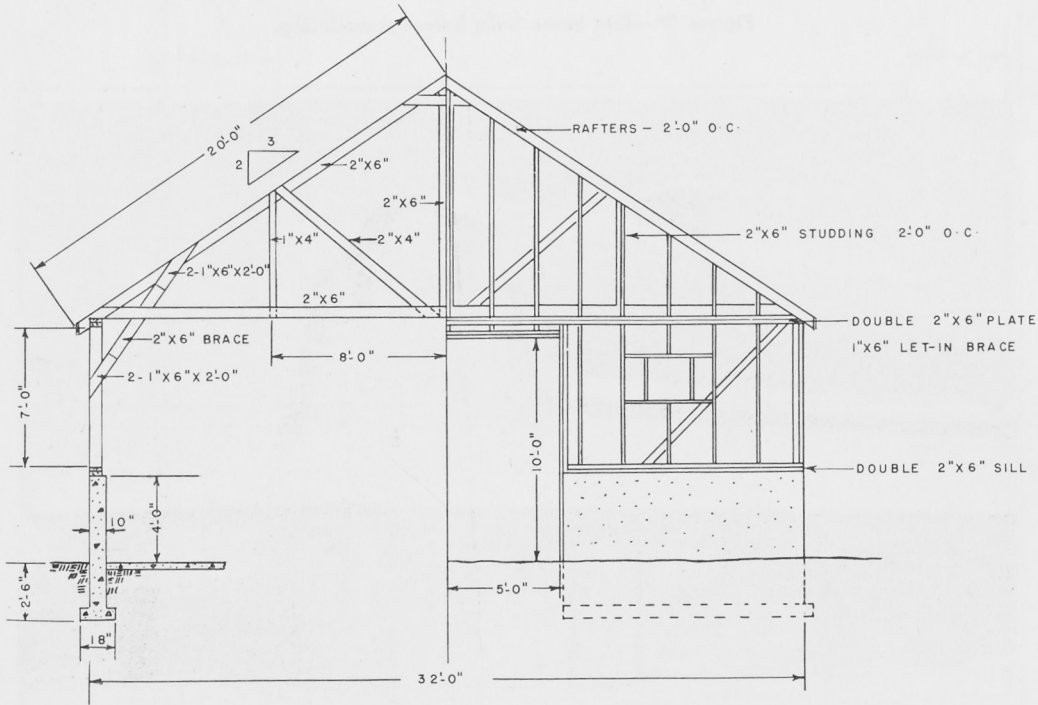 20'-0"
3
2
RAFTERS - 2'-0" O·C·
2"X6"
2"X6"
1"X4"
2"X4"
2"X6" STUDDING 2'-0" O·C·
2-1"X6"X2'-0"
2"X6"
DOUBLE 2"X6" PLATE
2"X6" BRACE
1"X6" LET-IN BRACE
8'-0"
2-1"X6"X2'-0"
7'-0"
10'-0"
DOUBLE 2"X6" SILL
10"
4'-0"
2'-6"
5'-0"
18"
32'-0"